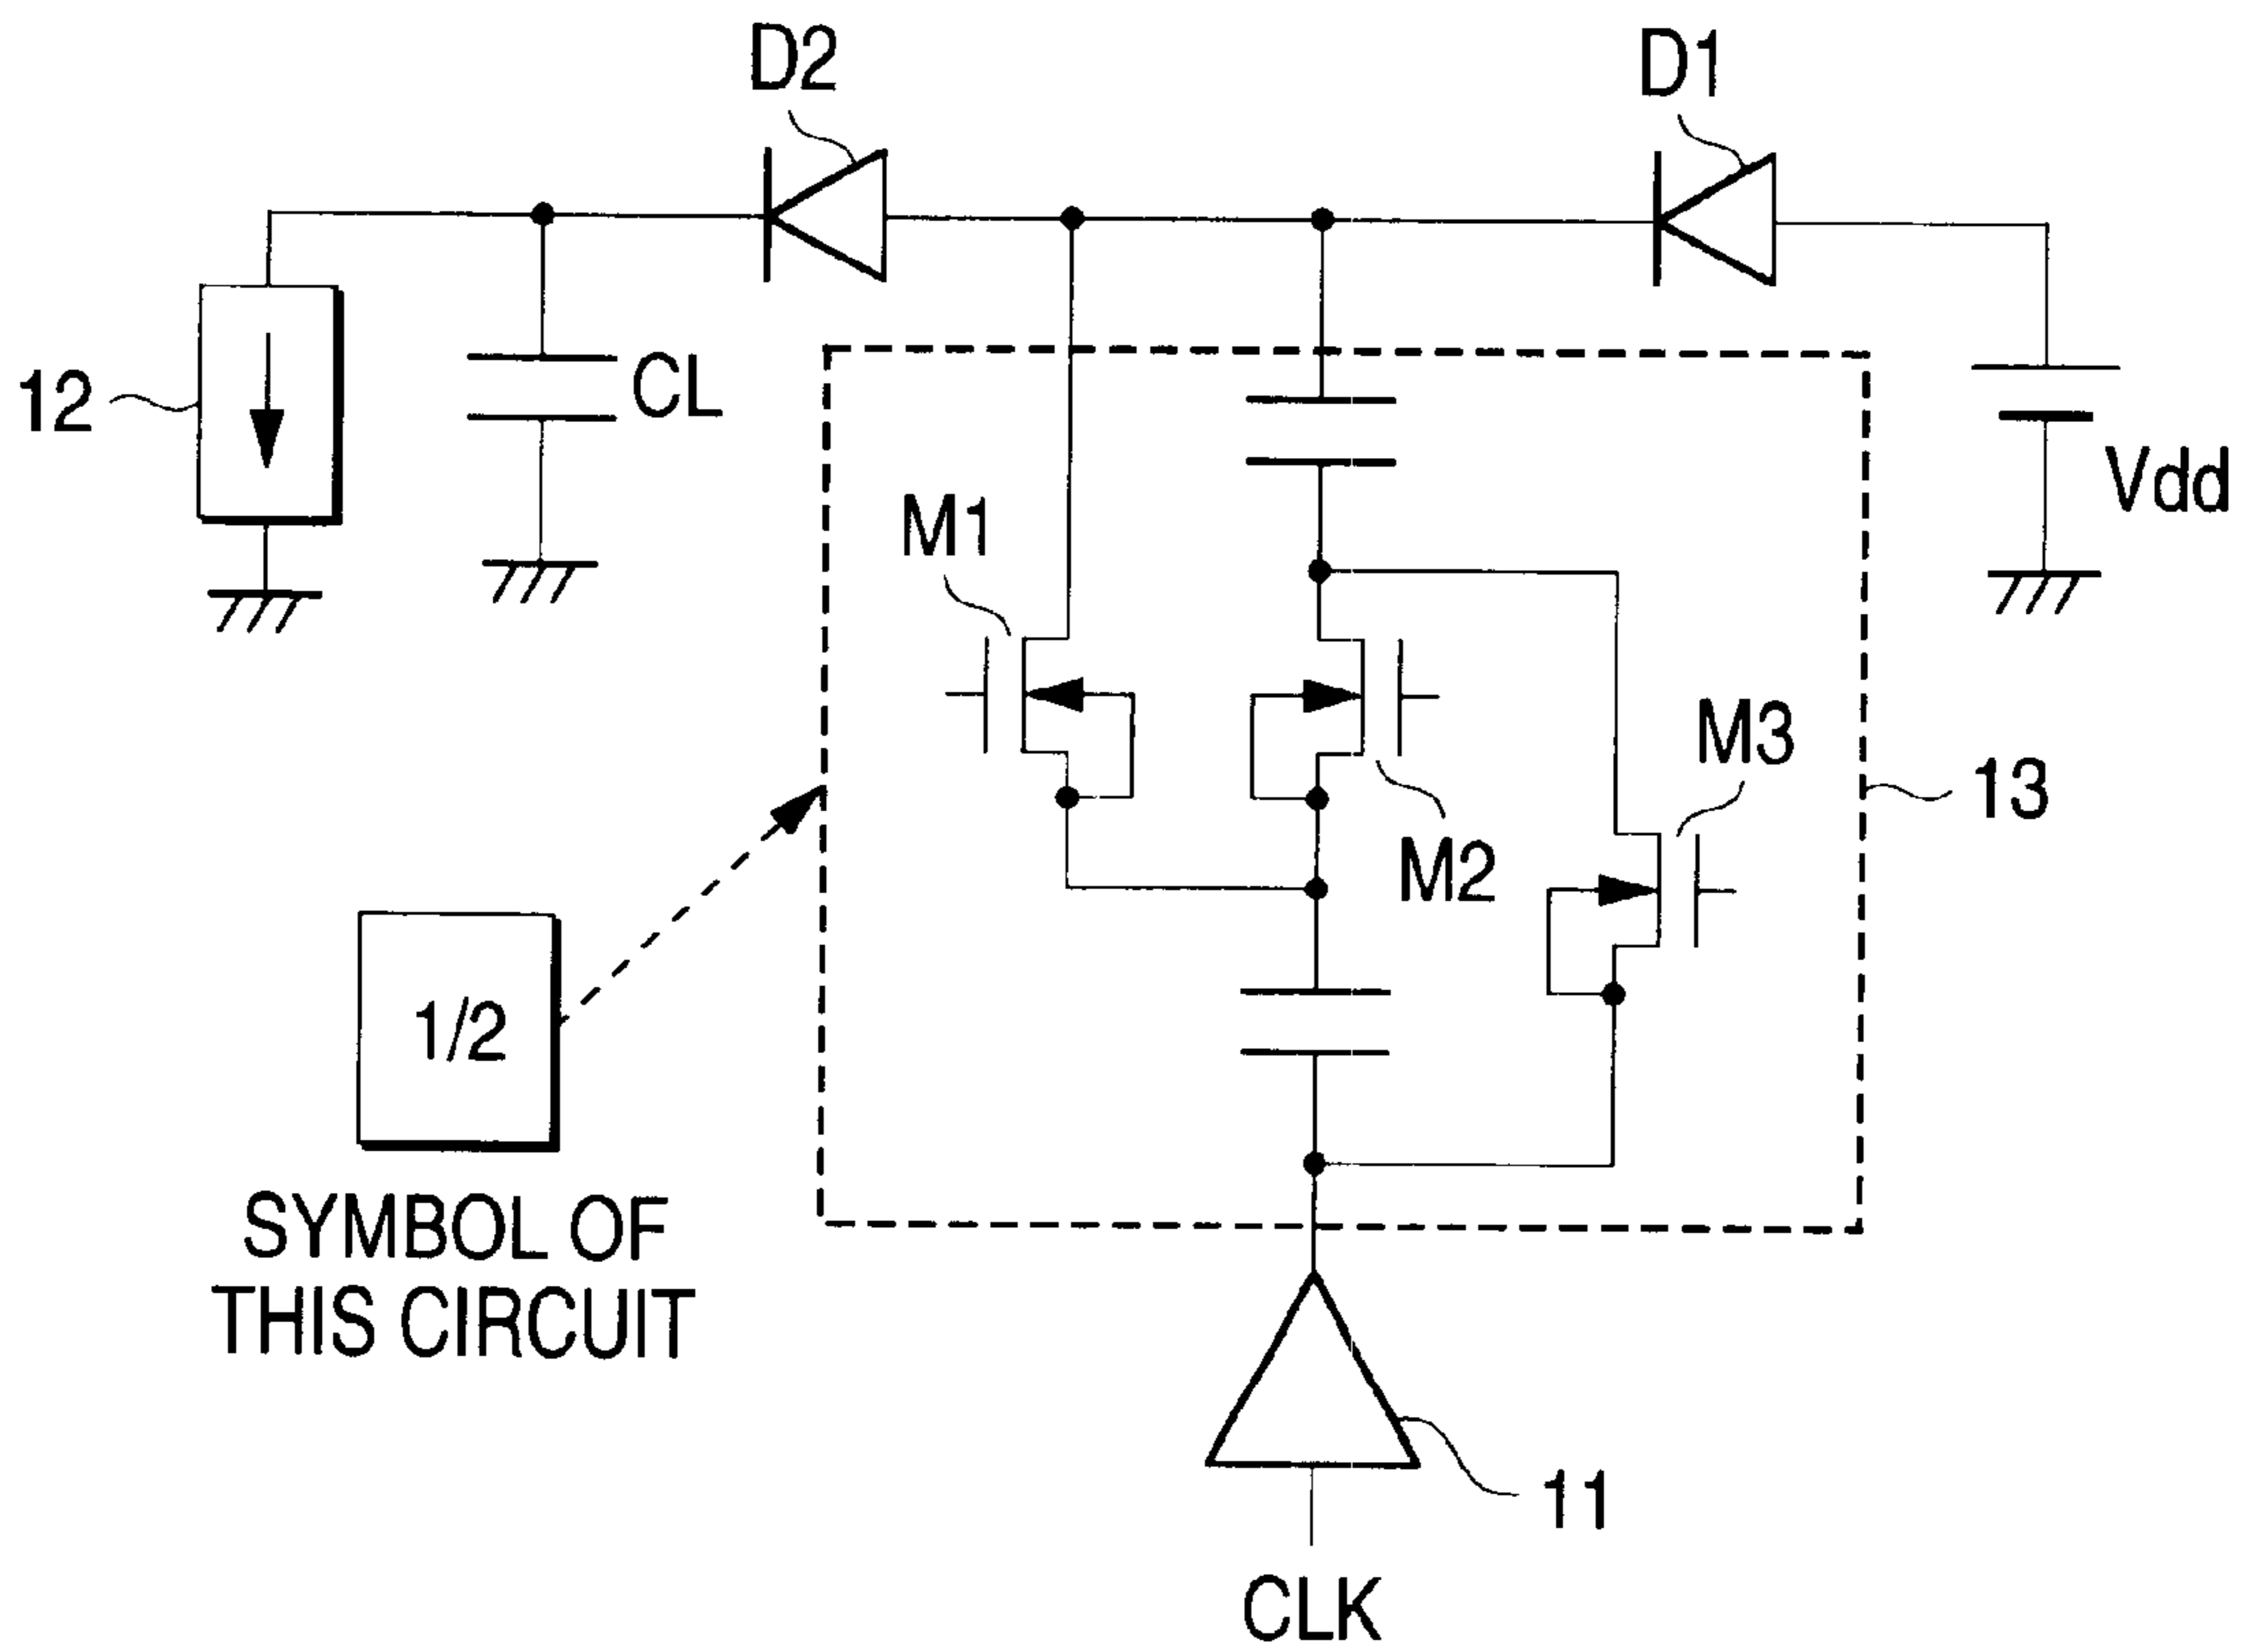 D2
D1
12
CL
Vdd
M1
M3
13
M2
1/2
SYMBOL OF
THIS CIRCUIT
11
CLK